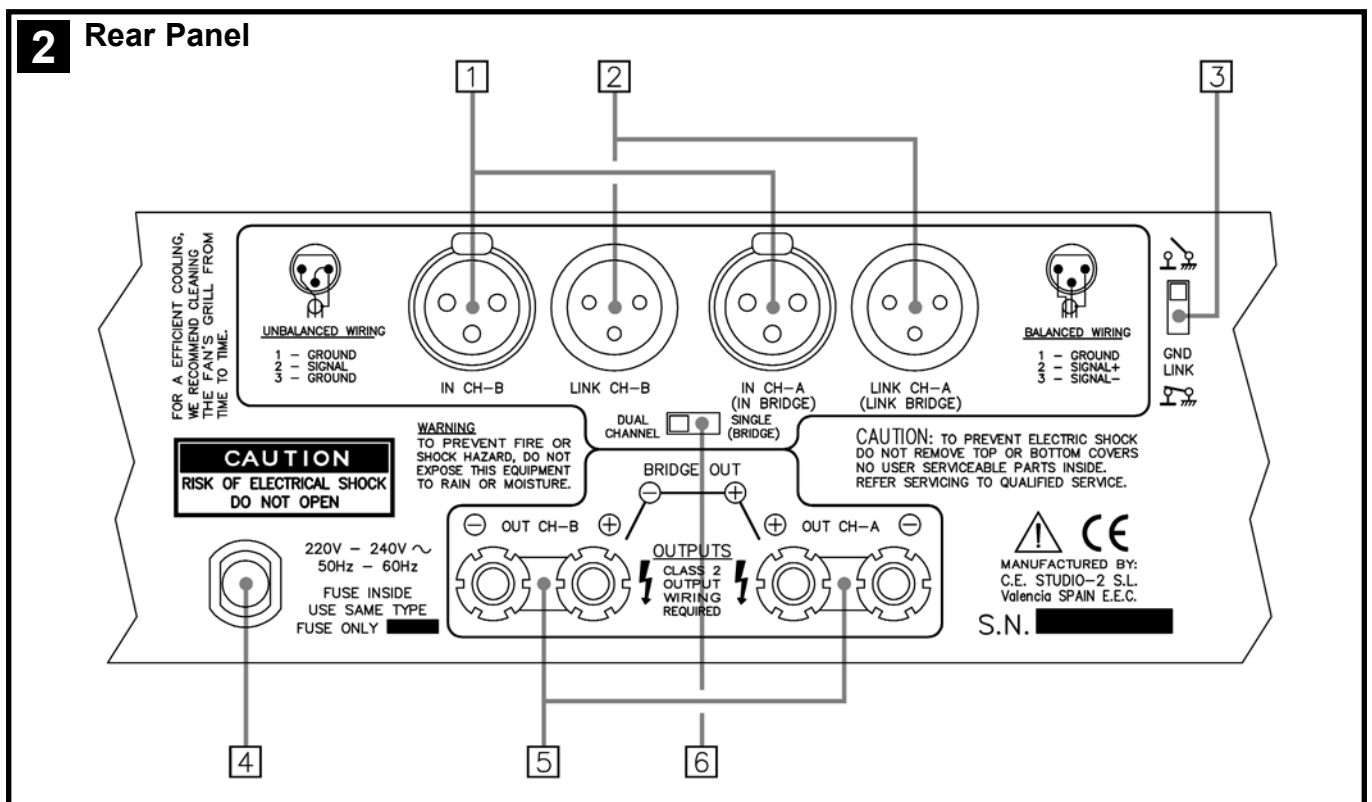 2 Rear Panel
1
2
3
FOR A EFFICIENT COOLING,
WE RECOMMEND CLEANING
THE FAN'S GRILL FROM
TIME TO TIME.
UNBALANCED WIRING
1 - GROUND
2 - SIGNAL
3 - GROUND
IN CH-B
LINK CH-B
IN CH-A
(IN BRIDGE)
LINK CH-A
(LINK BRIDGE)
BALANCED WIRING
1 - GROUND
2 - SIGNAL+
3 - SIGNAL-
GND
LINK
DUAL
CHANNEL
SINGLE
(BRIDGE)
CAUTION
RISK OF ELECTRICAL SHOCK
DO NOT OPEN
WARNING
TO PREVENT FIRE OR
SHOCK HAZARD, DO NOT
EXPOSE THIS EQUIPMENT
TO RAIN OR MOISTURE.
BRIDGE OUT
- +
CAUTION: TO PREVENT ELECTRIC SHOCK
DO NOT REMOVE TOP OR BOTTOM COVERS
NO USER SERVICEABLE PARTS INSIDE.
REFER SERVICING TO QUALIFIED SERVICE.
220V - 240V ~
50Hz - 60Hz
FUSE INSIDE
USE SAME TYPE
FUSE ONLY
- OUT CH-B +
OUTPUTS
CLASS 2
OUTPUT
WIRING
REQUIRED
+ OUT CH-A -
! CE
MANUFACTURED BY:
C.E. STUDIO-2 S.L.
Valencia SPAIN E.E.C.
S.N.
4
5
6